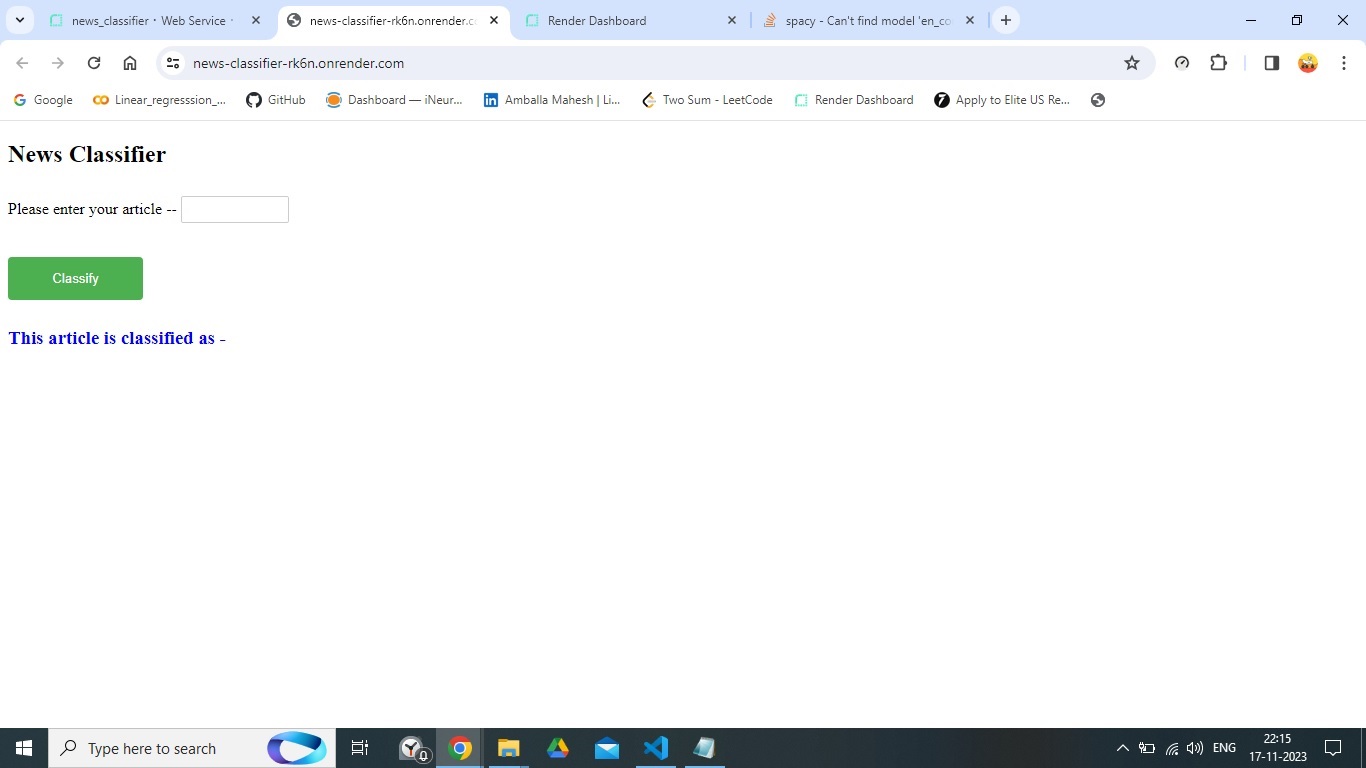 news_classifier · Web Service ·
news-classifier-rk6n.onrender.c
Render Dashboard
spacy - Can't find model 'en_co
news-classifier-rk6n.onrender.com
Google
Linear_regresssion_...
GitHub
Dashboard — iNeur...
Amballa Mahesh | Li...
Two Sum - LeetCode
Render Dashboard
Apply to Elite US Re...
News Classifier
Please enter your article --
Classify
This article is classified as -
Type here to search
0
ENG
22:15
17-11-2023